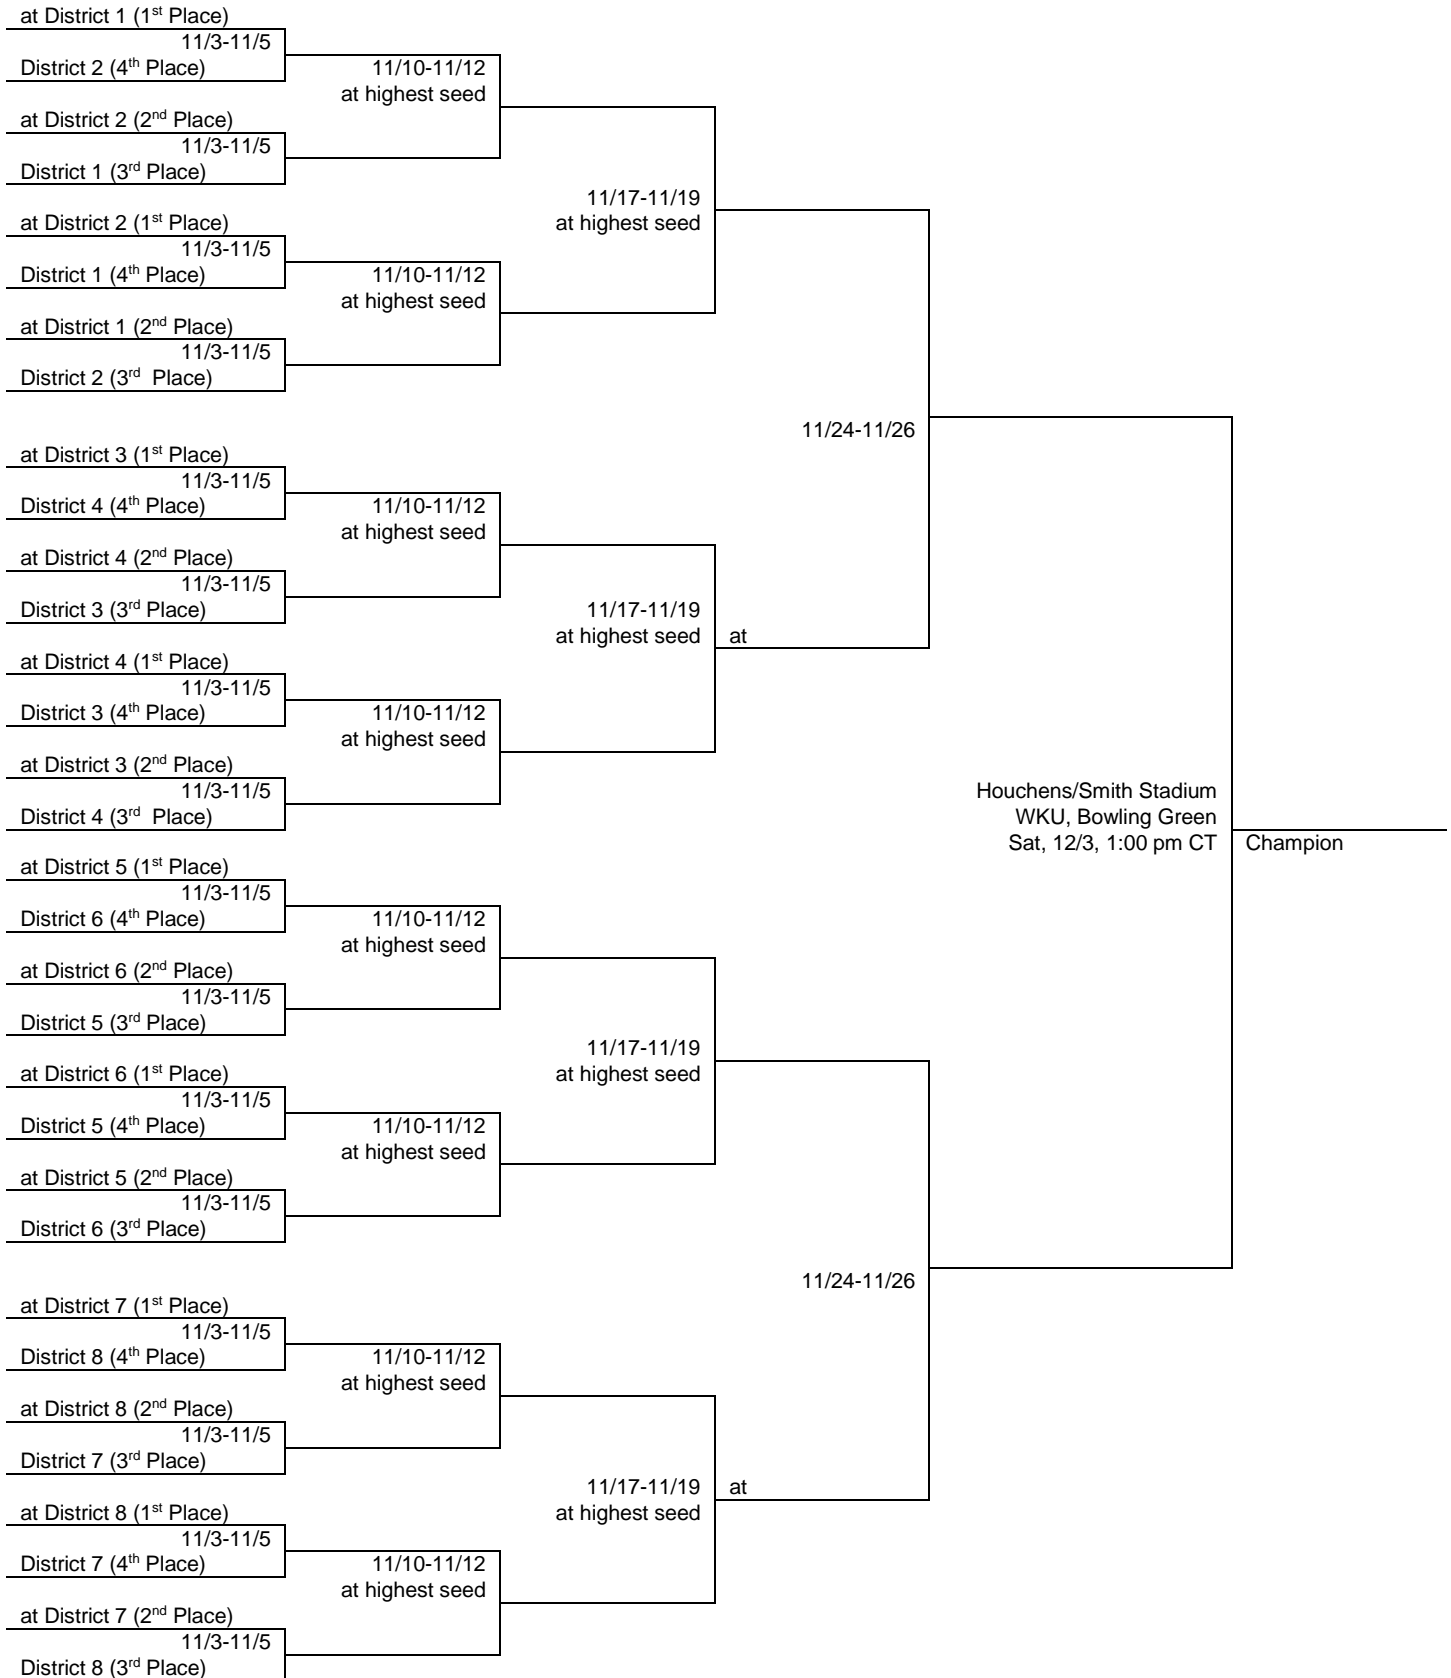 at District 1 (1st Place)
11/3-11/5
District 2 (4th Place)
11/10-11/12
at highest seed
at District 2 (2nd Place)
11/3-11/5
District 1 (3rd Place)
11/17-11/19
at highest seed
at District 2 (1st Place)
11/3-11/5
District 1 (4th Place)
11/10-11/12
at highest seed
at District 1 (2nd Place)
11/3-11/5
District 2 (3rd Place)
11/24-11/26
at District 3 (1st Place)
11/3-11/5
District 4 (4th Place)
11/10-11/12
at highest seed
at District 4 (2nd Place)
11/3-11/5
District 3 (3rd Place)
11/17-11/19
at highest seed
at
at District 4 (1st Place)
11/3-11/5
District 3 (4th Place)
11/10-11/12
at highest seed
at District 3 (2nd Place)
11/3-11/5
District 4 (3rd Place)
Houchens/Smith Stadium
WKU, Bowling Green
Sat, 12/3, 1:00 pm CT
Champion
at District 5 (1st Place)
11/3-11/5
District 6 (4th Place)
11/10-11/12
at highest seed
at District 6 (2nd Place)
11/3-11/5
District 5 (3rd Place)
11/17-11/19
at highest seed
at District 6 (1st Place)
11/3-11/5
District 5 (4th Place)
11/10-11/12
at highest seed
at District 5 (2nd Place)
11/3-11/5
District 6 (3rd Place)
11/24-11/26
at District 7 (1st Place)
11/3-11/5
District 8 (4th Place)
11/10-11/12
at highest seed
at District 8 (2nd Place)
11/3-11/5
District 7 (3rd Place)
11/17-11/19
at highest seed
at
at District 8 (1st Place)
11/3-11/5
District 7 (4th Place)
11/10-11/12
at highest seed
at District 7 (2nd Place)
11/3-11/5
District 8 (3rd Place)